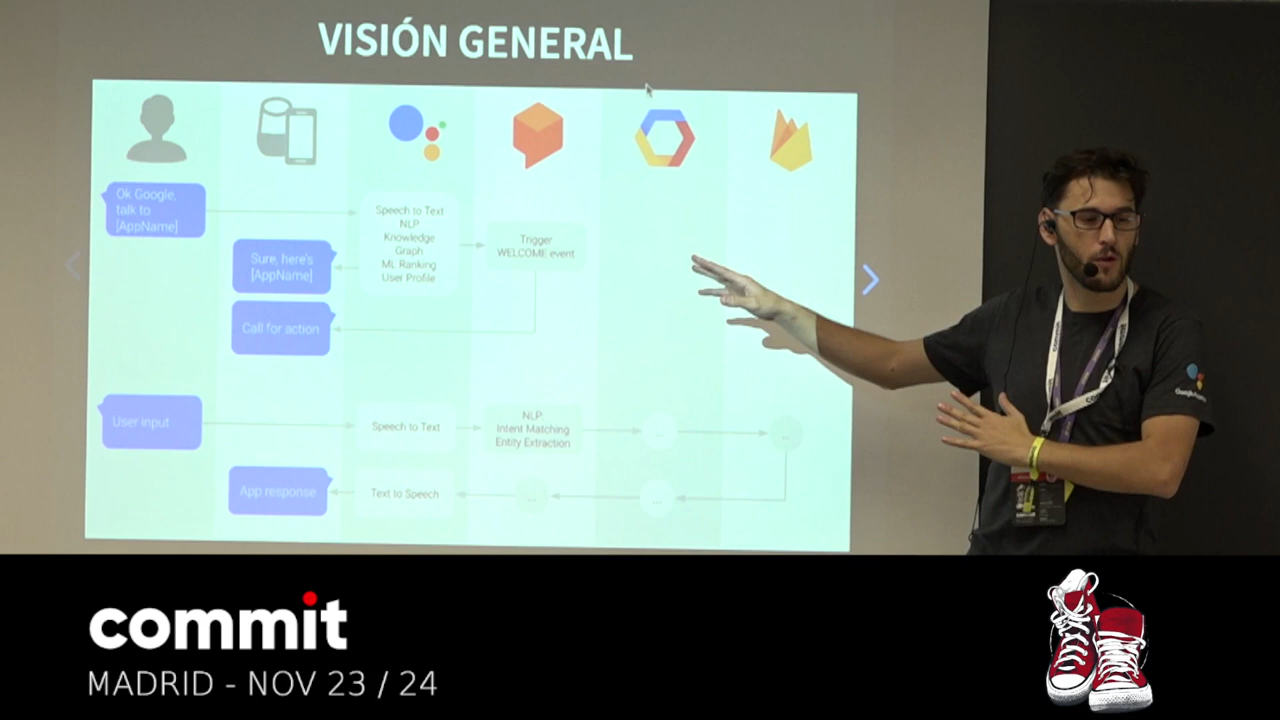 VISIÓN GENERAL
Ok Google,
talk to
[AppName]
Speech to Text
NLP
Knowledge
Graph
ML Ranking
User Profile
Trigger
WELCOME event
Sure, here's
[AppName]
Call for action
User input
Speech to Text
NLP:
Intent Matching
Entity Extraction
...
...
App response
Text to Speech
...
...
commit
MADRID - NOV 23 / 24